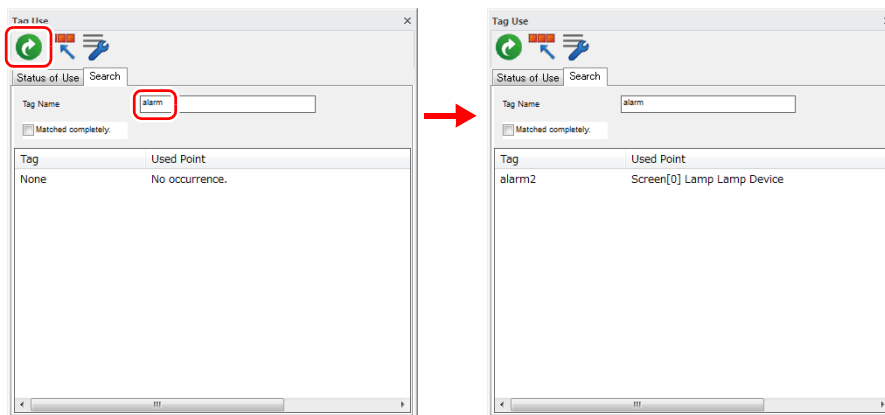 Tag Use
Status of Use Search
Tag Name alarm
Matched completely.
Tag Used Point
None No occurrence.
Tag Use
Status of Use Search
Tag Name alarm
Matched completely.
Tag Used Point
alarm2 Screen[0] Lamp Lamp Device